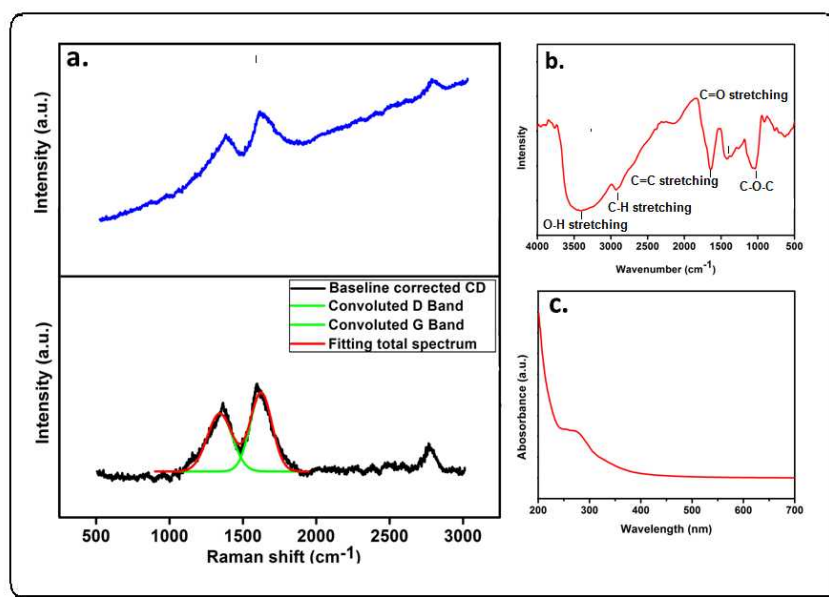 a.
Intensity (a.u.)
Baseline corrected CD
Convoluted D Band
Convoluted G Band
Fitting total spectrum
Intensity (a.u.)
500 1000 1500 2000 2500 3000
Raman shift (cm-1)
b.
C=O stretching
C=C stretching
C-O-C
C-H stretching
O-H stretching
Intensity
4000 3500 3000 2500 2000 1500 1000 500
Wavenumber (cm-1)
c.
Abosorbance (a.u.)
200 300 400 500 600 700
Wavelength (nm)